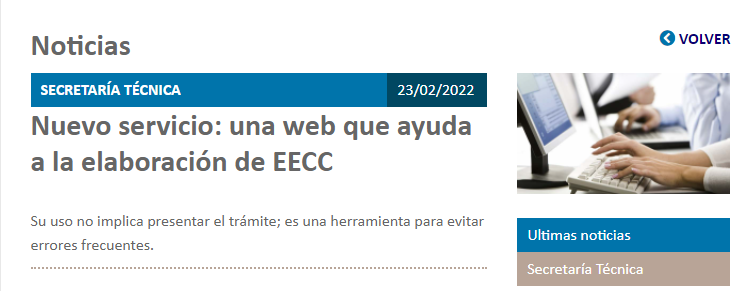 Noticias
VOLVER
SECRETARÍA TÉCNICA
23/02/2022
Nuevo servicio: una web que ayuda
a la elaboración de EECC
Su uso no implica presentar el trámite; es una herramienta para evitar
errores frecuentes.
Ultimas noticias
Secretaría Técnica